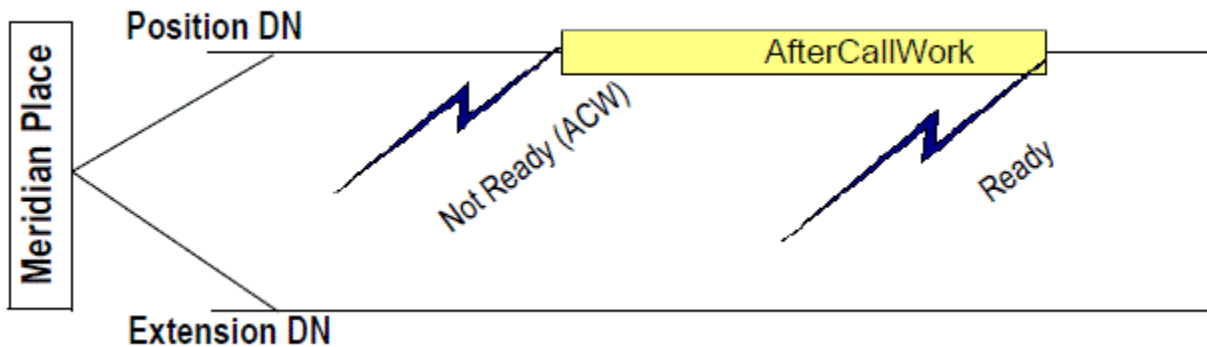 Position DN
AfterCallWork
Meridian Place
Not Ready (ACW)
Ready
Extension DN